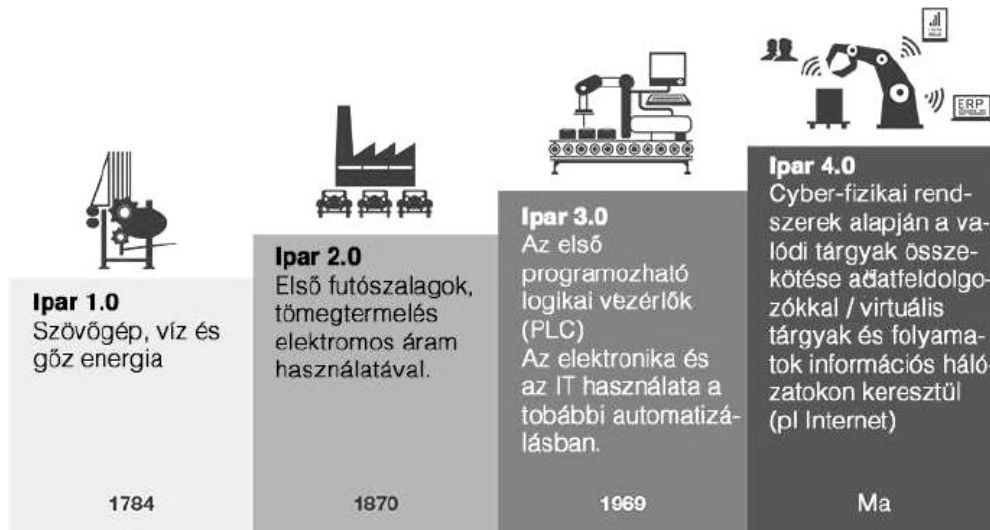 ERP
Ipar 1.0
Szövőgép, víz és
gőz energia
1784
Ipar 2.0
Első futószalagok,
tömegtermelés
elektromos áram
használatával.
1870
Ipar 3.0
Az első
programozható
logikai vezérlők
(PLC)
Az elektronika és
az IT használata a
tobábbi automatizá-
lásban.
1969
Ipar 4.0
Cyber-fizikai rend-
szerek alapján a va-
lódi tárgyak össze-
kötése adatfeldolgo-
zókkal / virtuális
tárgyak és folyama-
tok információs háló-
zatokon keresztül
(pl Internet)
Ma